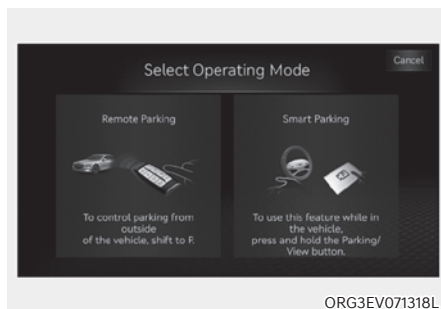 Select Operating Mode
Cancel
Remote Parking
To control parking from
outside
of the vehicle, shift to P.
Smart Parking
To use this feature while in
the vehicle,
press and hold the Parking/
View button.
ORG3EV071318L